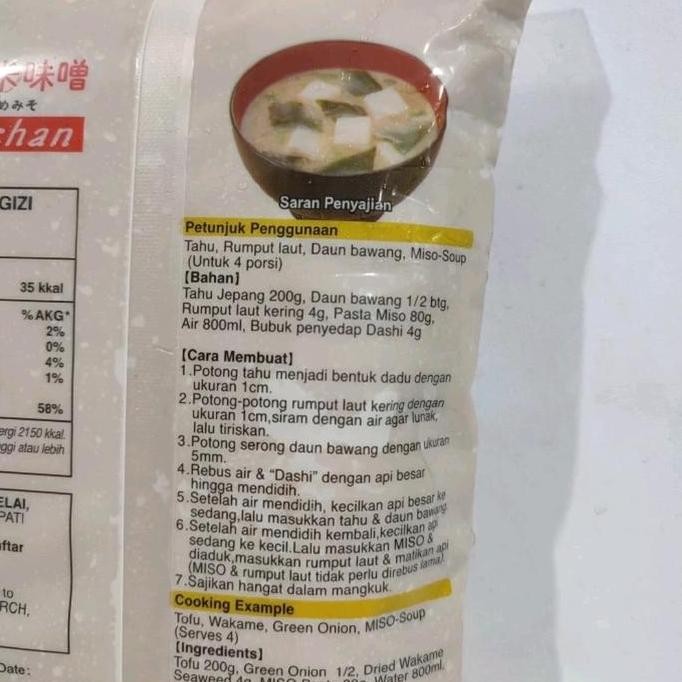 米味噌
めみそ
chan
GIZI
35 kkal
%AKG*
2%
0%
4%
1%
58%
ergi 2150 kkal.
ggi atau lebih
ELAI,
PATI
aftar
to
RCH,
Date:
Saran Penyajian
Petunjuk Penggunaan
Tahu, Rumput laut, Daun bawang, Miso-Soup
(Untuk 4 porsi)
【Bahan】
Tahu Jepang 200g, Daun bawang 1/2 btg,
Rumput laut kering 4g, Pasta Miso 80g,
Air 800ml, Bubuk penyedap Dashi 4g
【Cara Membuat】
1.Potong tahu menjadi bentuk dadu dengan
ukuran 1cm.
2.Potong-potong rumput laut kering dengan
ukuran 1cm,siram dengan air agar lunak,
lalu tiriskan.
3.Potong serong daun bawang dengan ukuran
5mm.
4.Rebus air & "Dashi" dengan api besar
hingga mendidih.
5.Setelah air mendidih, kecilkan api besar ke
sedang,lalu masukkan tahu & daun bawang.
6.Setelah air mendidih kembali,kecilkan api
sedang ke kecil.Lalu masukkan MISO &
diaduk,masukkan rumput laut & matikan api
(MISO & rumput laut tidak perlu direbus lama).
7.Sajikan hangat dalam mangkuk.
Cooking Example
Tofu, Wakame, Green Onion, MISO-Soup
(Serves 4)
【Ingredients】
Tofu 200g, Green Onion 1/2, Dried Wakame
Seaweed 4g, MISO Water 800ml,